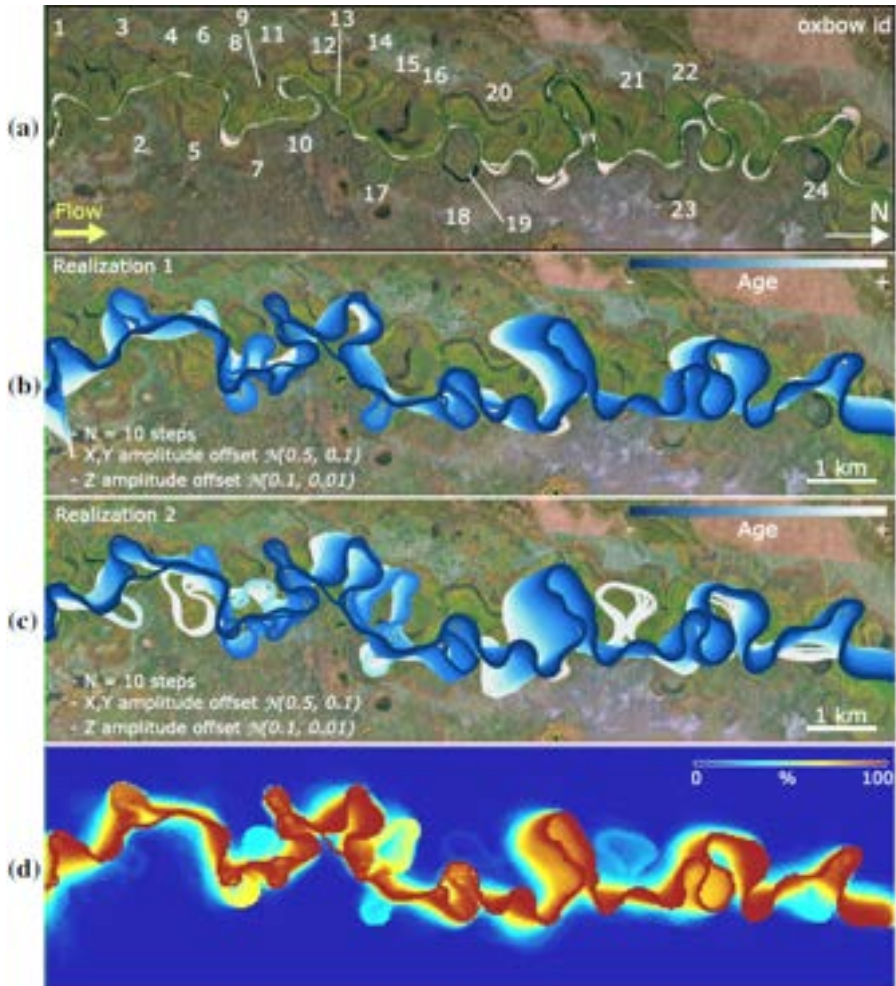 oxbow id
1
3
4
6
9
8
11
13
12
14
15
16
20
21
22
2
5
7
10
17
18
19
23
24
(a)
Flow
N
Realization 1
- Age +
(b)
- N = 10 steps
- X,Y amplitude offset 𝒩(0.5, 0.1)
- Z amplitude offset 𝒩(0.1, 0.01)
1 km
Realization 2
- Age +
(c)
- N = 10 steps
- X,Y amplitude offset 𝒩(0.5, 0.1)
- Z amplitude offset 𝒩(0.1, 0.01)
1 km
0 % 100
(d)